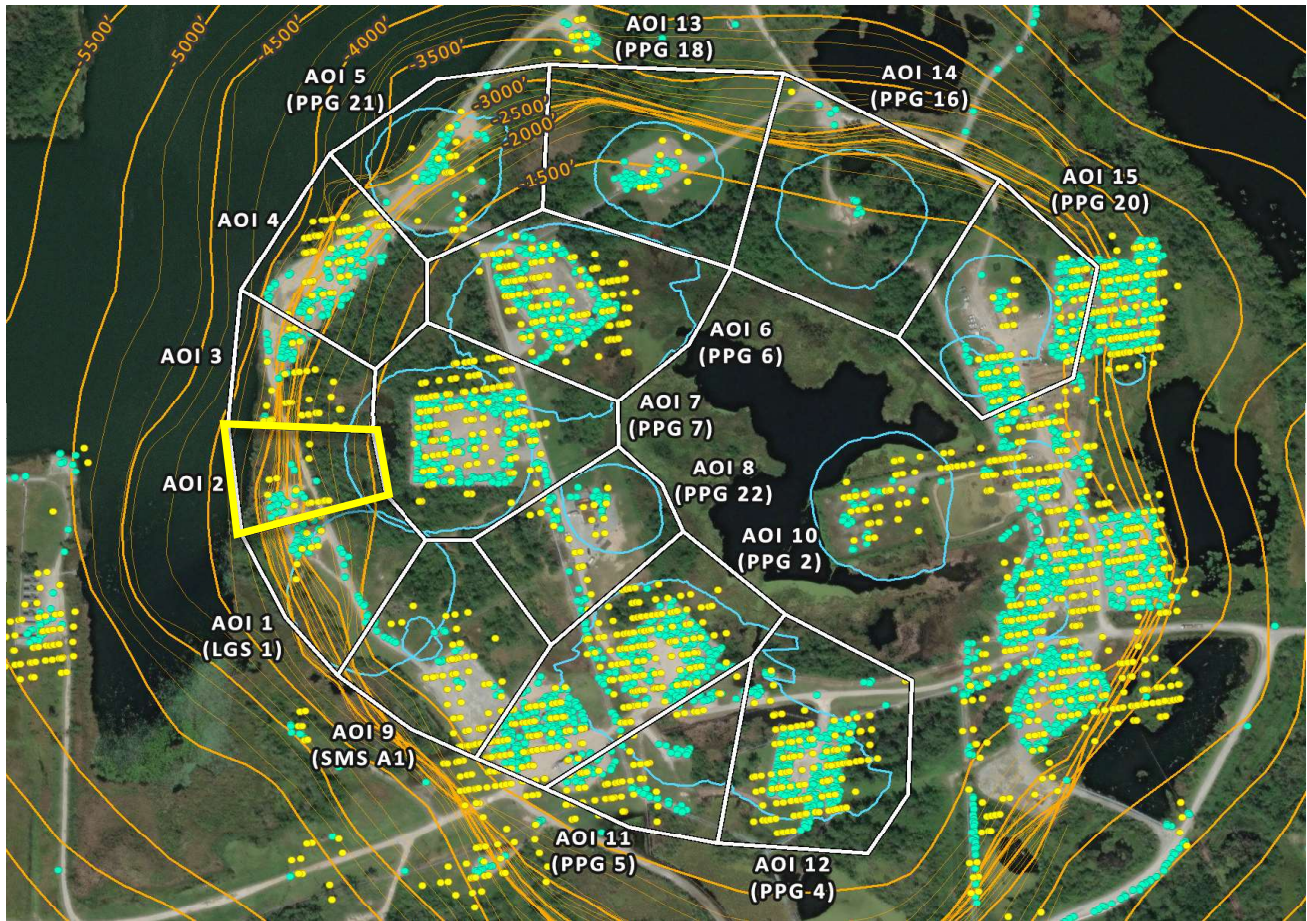 -5500'
-5000'
-4500'
-4000'
-3500'
-3000'
-2500'
-2000'
-1500'
AOI 13
(PPG 18)
AOI 5
(PPG 21)
AOI 14
(PPG 16)
AOI 15
(PPG 20)
AOI 4
AOI 3
AOI 6
(PPG 6)
AOI 7
(PPG 7)
AOI 2
AOI 8
(PPG 22)
AOI 10
(PPG 2)
AOI 1
(LGS 1)
AOI 9
(SMS A1)
AOI 11
(PPG 5)
AOI 12
(PPG 4)